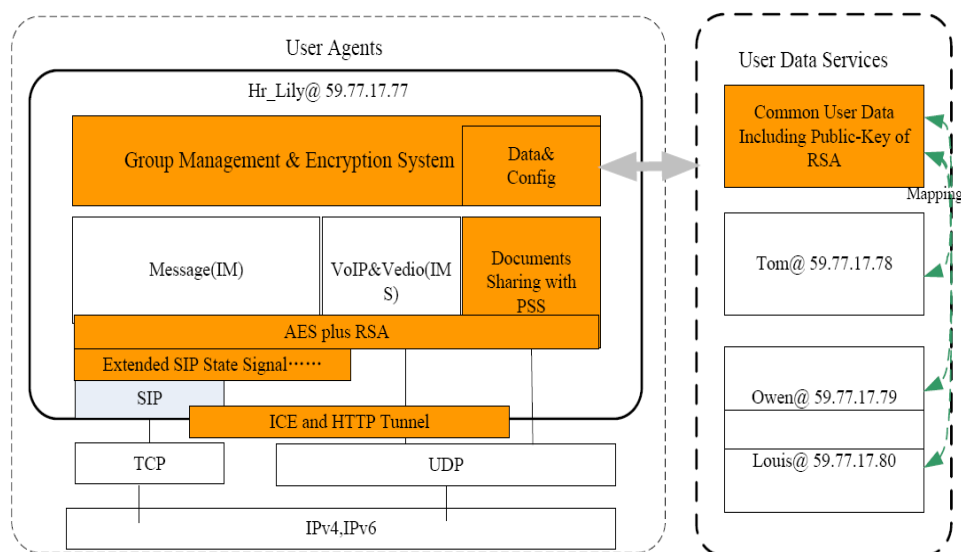 User Agents
Hr_Lily@ 59.77.17.77
Group Management & Encryption System
Data&
Config
Message(IM)
VoIP&Vedio(IM
S)
Documents
Sharing with
PSS
AES plus RSA
Extended SIP State Signal······
SIP
ICE and HTTP Tunnel
TCP
UDP
IPv4,IPv6
User Data Services
Common User Data
Including Public-Key of
RSA
Mapping
Tom@ 59.77.17.78
Owen@ 59.77.17.79
Louis@ 59.77.17.80